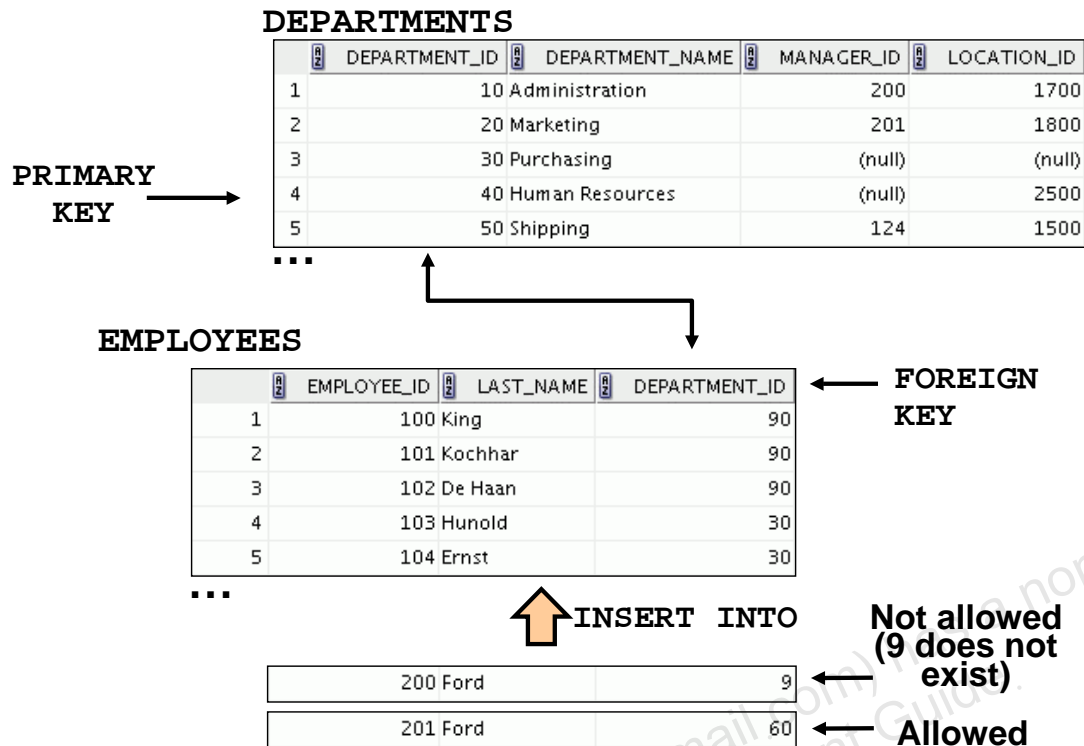 DEPARTMENTS
DEPARTMENT_ID DEPARTMENT_NAME MANAGER_ID LOCATION_ID
1 10 Administration 200 1700
2 20 Marketing 201 1800
3 30 Purchasing (null) (null)
4 40 Human Resources (null) 2500
5 50 Shipping 124 1500
...
PRIMARY
KEY
EMPLOYEES
EMPLOYEE_ID LAST_NAME DEPARTMENT_ID
1 100 King 90
2 101 Kochhar 90
3 102 De Haan 90
4 103 Hunold 30
5 104 Ernst 30
...
FOREIGN
KEY
INSERT INTO
Not allowed
(9 does not
exist)
200 Ford 9
201 Ford 60
Allowed
com) has a
Guide.